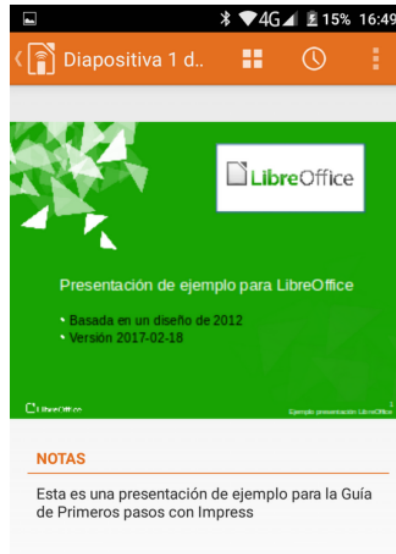 4G 15% 16:49
Diapositiva 1 d..
LibreOffice
Presentación de ejemplo para LibreOffice
• Basada en un diseño de 2012
• Versión 2017-02-18
LibreOffice
1
Ejemplo presentación LibreOffice
NOTAS
Esta es una presentación de ejemplo para la Guía
de Primeros pasos con Impress